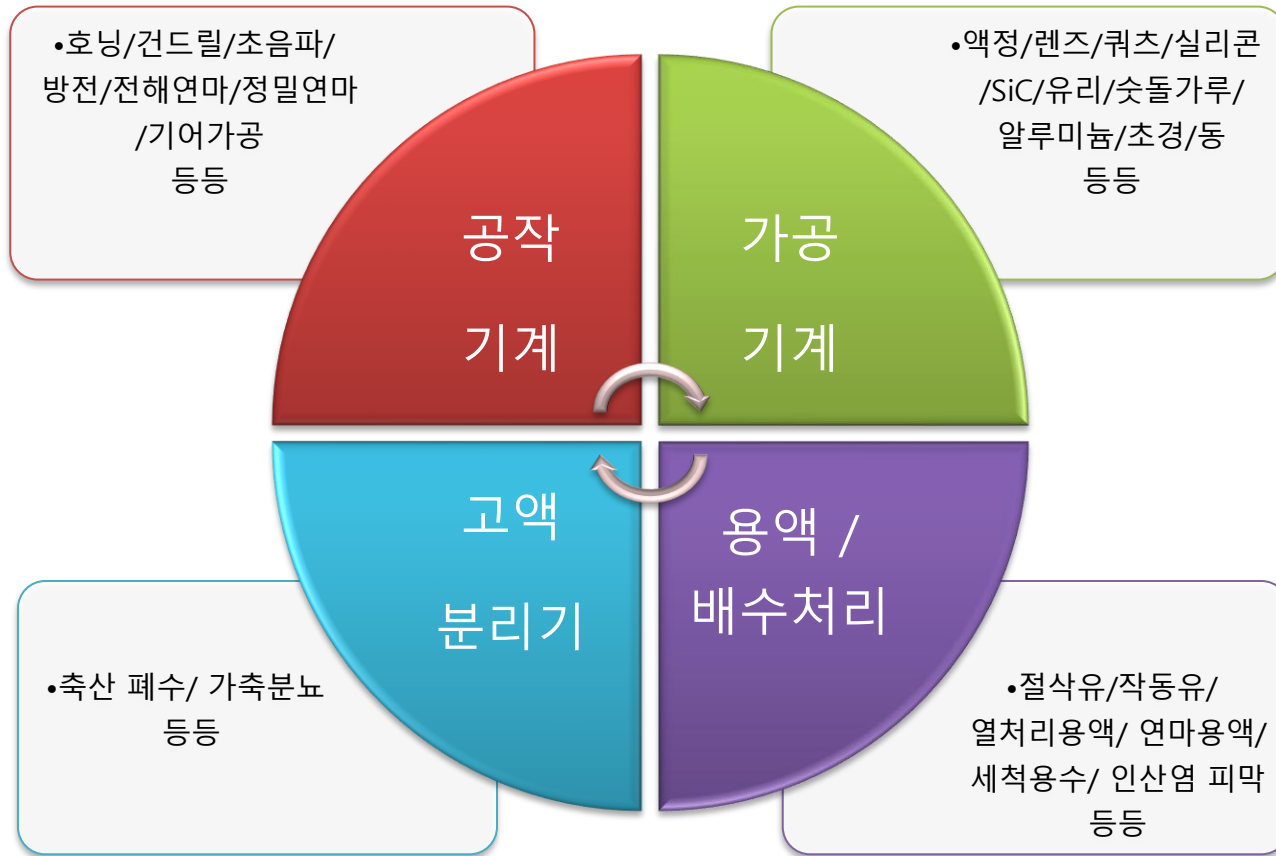 •호닝/건드릴/초음파/
방전/전해연마/정밀연마
/기어가공
등등
•액정/렌즈/쿼츠/실리콘
/SiC/유리/숫돌가루/
알루미늄/초경/동
등등
공작
기계
가공
기계
고액
분리기
용액 /
배수처리
•축산 폐수/ 가축분뇨
등등
•절삭유/작동유/
열처리용액/ 연마용액/
세척용수/ 인산염 피막
등등